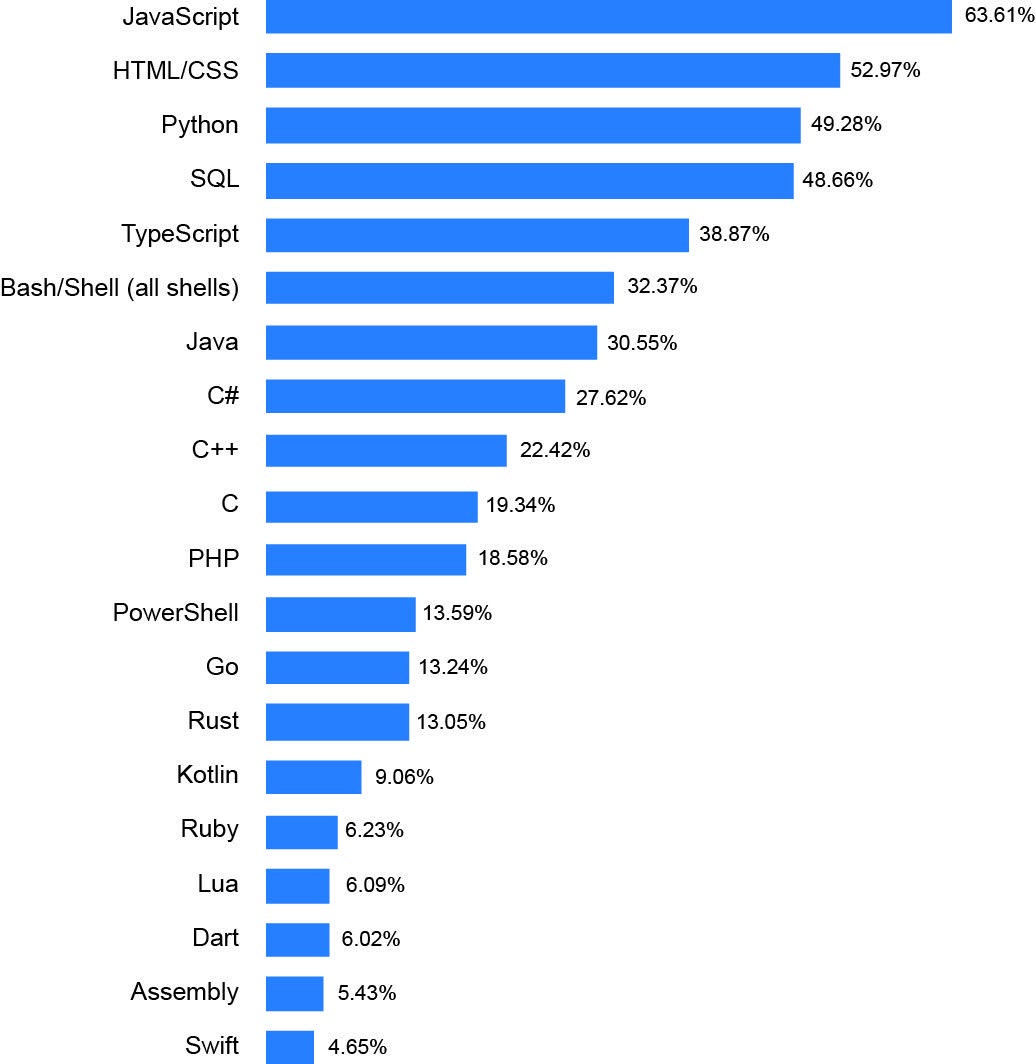 JavaScript 63.61%
HTML/CSS 52.97%
Python 49.28%
SQL 48.66%
TypeScript 38.87%
Bash/Shell (all shells) 32.37%
Java 30.55%
C# 27.62%
C++ 22.42%
C 19.34%
PHP 18.58%
PowerShell 13.59%
Go 13.24%
Rust 13.05%
Kotlin 9.06%
Ruby 6.23%
Lua 6.09%
Dart 6.02%
Assembly 5.43%
Swift 4.65%